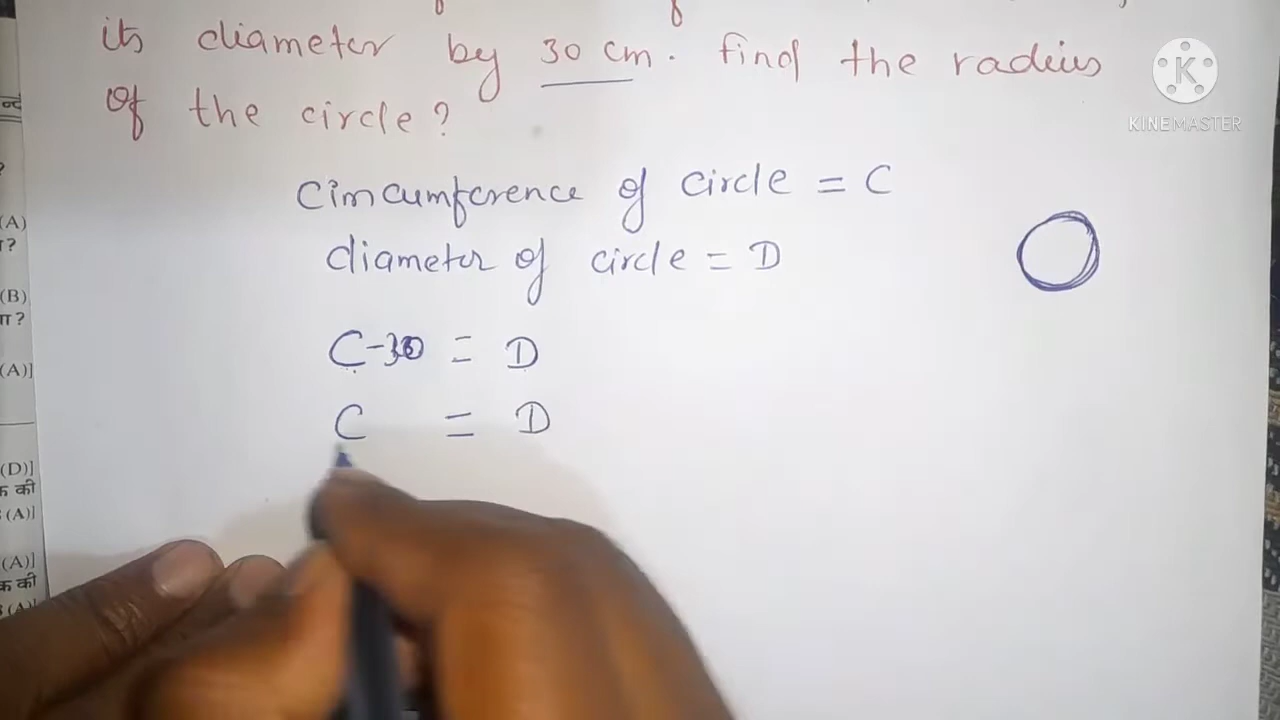 its diameter by 30 cm. find the radius
of the circle?
KINEMASTER
Circumference of circle = C
diameter of circle = D
C-30 = D
C = D
?
(A)
?
(B)
?
(A)]
(D)]
की
(A)]
(A)]
की
(A)]